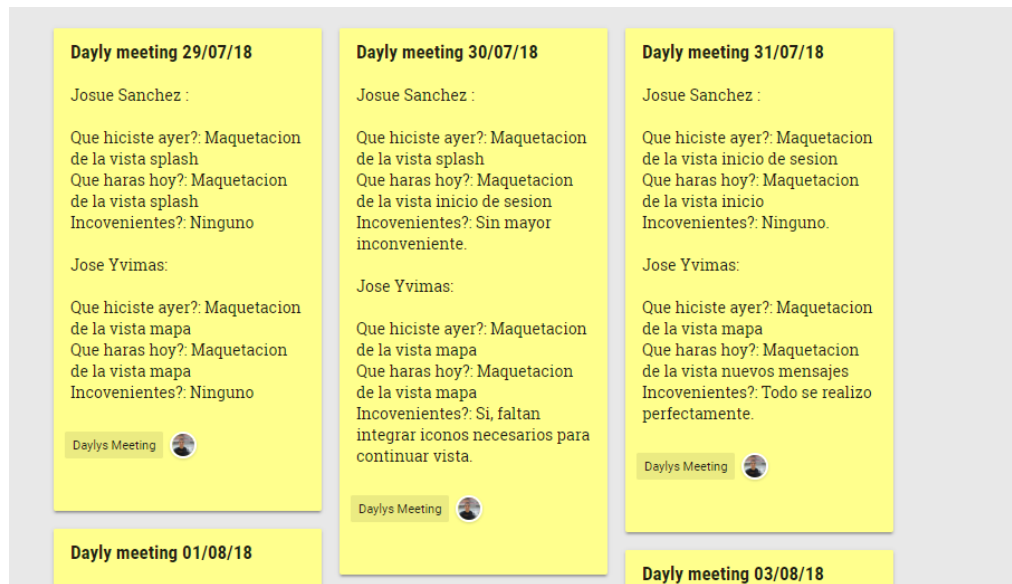 Dayly meeting 29/07/18
Josue Sanchez :
Que hiciste ayer?: Maquetacion
de la vista splash
Que haras hoy?: Maquetacion
de la vista splash
Incovenientes?: Ninguno
Jose Yvimas:
Que hiciste ayer?: Maquetacion
de la vista mapa
Que haras hoy?: Maquetacion
de la vista mapa
Incovenientes?: Ninguno
Daylys Meeting
Dayly meeting 30/07/18
Josue Sanchez :
Que hiciste ayer?: Maquetacion
de la vista splash
Que haras hoy?: Maquetacion
de la vista inicio de sesion
Incovenientes?: Sin mayor
inconveniente.
Jose Yvimas:
Que hiciste ayer?: Maquetacion
de la vista mapa
Que haras hoy?: Maquetacion
de la vista mapa
Incovenientes?: Si, faltan
integrar iconos necesarios para
continuar vista.
Daylys Meeting
Dayly meeting 31/07/18
Josue Sanchez :
Que hiciste ayer?: Maquetacion
de la vista inicio de sesion
Que haras hoy?: Maquetacion
de la vista inicio
Incovenientes?: Ninguno.
Jose Yvimas:
Que hiciste ayer?: Maquetacion
de la vista mapa
Que haras hoy?: Maquetacion
de la vista nuevos mensajes
Incovenientes?: Todo se realizo
perfectamente.
Daylys Meeting
Dayly meeting 01/08/18
Dayly meeting 03/08/18